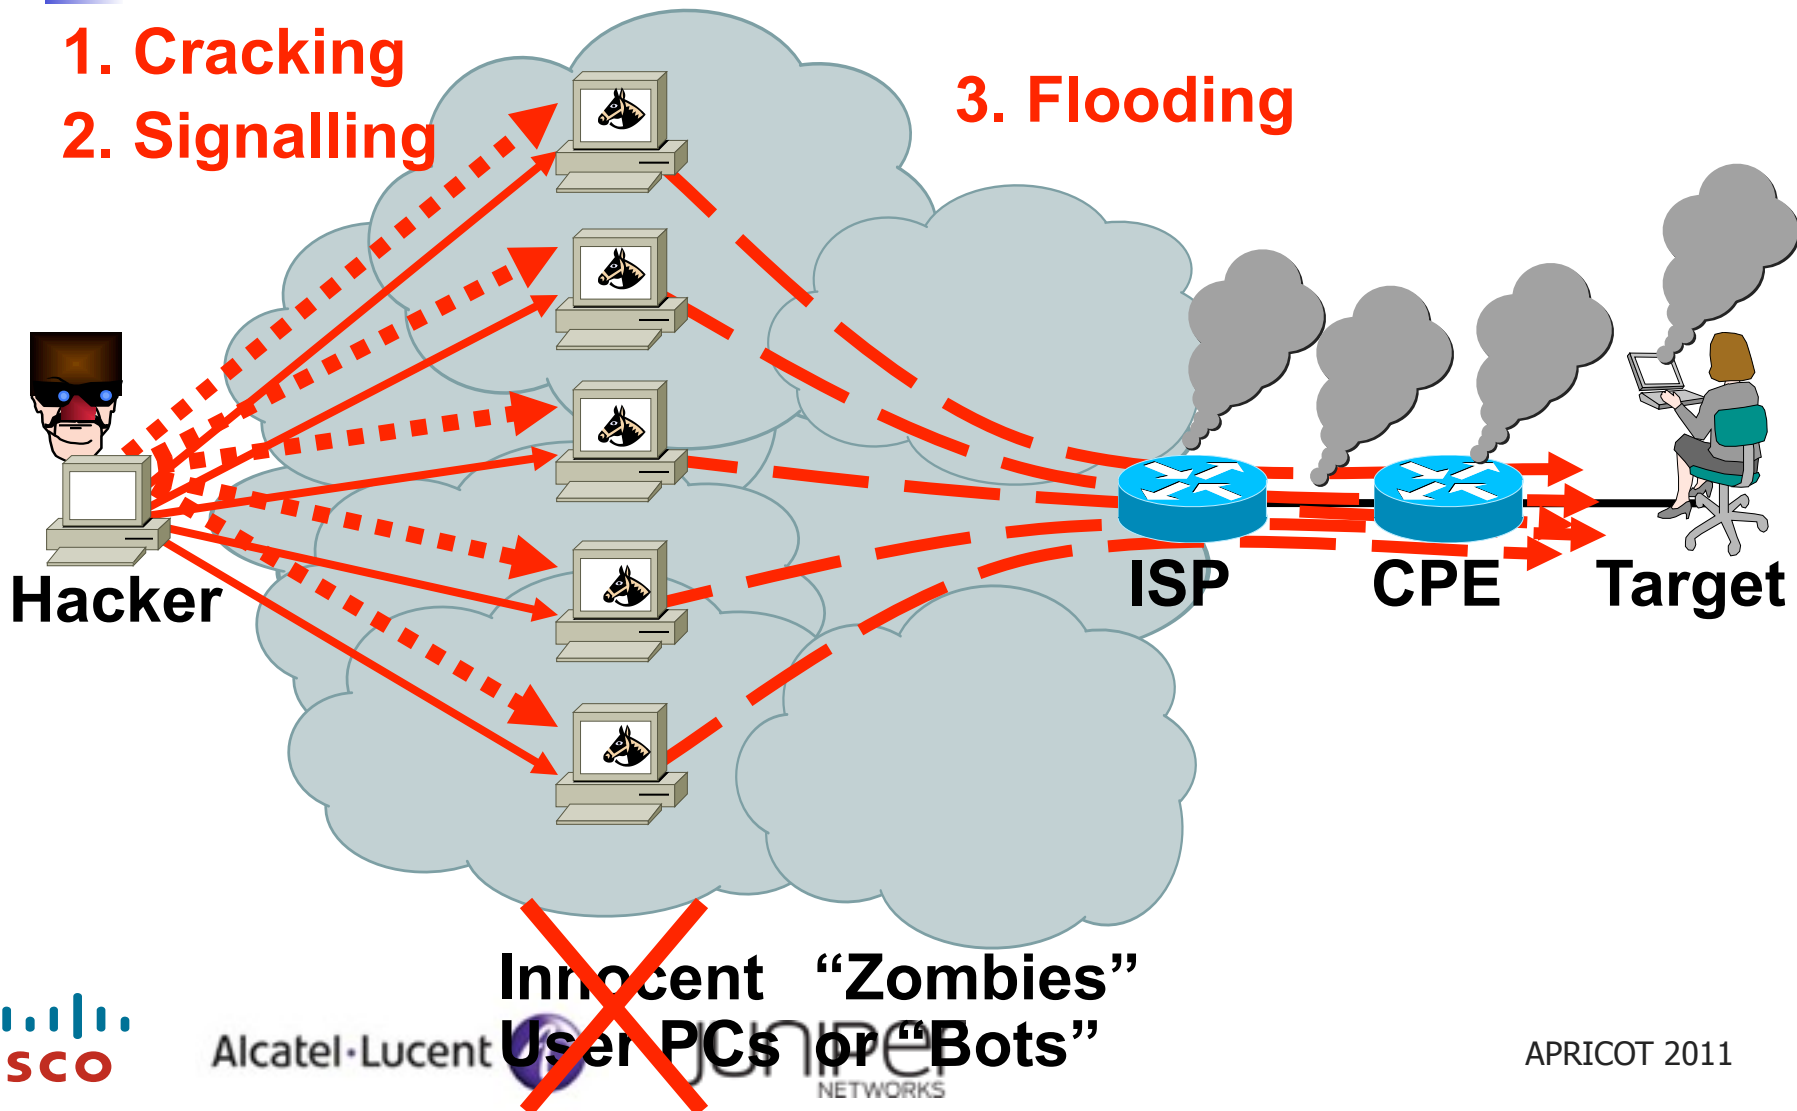 1. Cracking
2. Signalling
3. Flooding
Hacker
ISP
CPE
Target
Innocent
User PCs
“Zombies”
or “Bots”
sco
Alcatel·Lucent
juniper
NETWORKS
APRICOT 2011